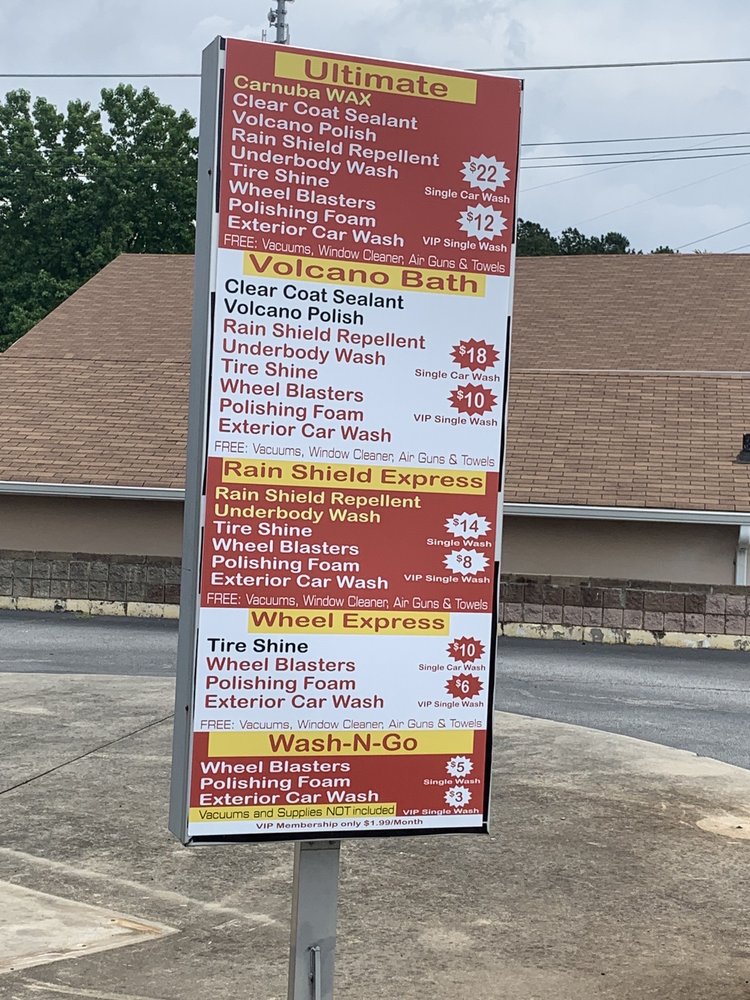 Ultimate
Carnuba WAX
Clear Coat Sealant
Volcano Polish
Rain Shield Repellent
Underbody Wash
Tire Shine
Wheel Blasters
Polishing Foam
Exterior Car Wash
$22
Single Car Wash
$12
VIP Single Wash
FREE: Vacuums, Window Cleaner, Air Guns & Towels
Volcano Bath
Clear Coat Sealant
Volcano Polish
Rain Shield Repellent
Underbody Wash
Tire Shine
Wheel Blasters
Polishing Foam
Exterior Car Wash
$18
Single Car Wash
$10
VIP Single Wash
FREE: Vacuums, Window Cleaner, Air Guns & Towels
Rain Shield Express
Rain Shield Repellent
Underbody Wash
Tire Shine
Wheel Blasters
Polishing Foam
Exterior Car Wash
$14
Single Wash
$8
VIP Single Wash
FREE: Vacuums, Window Cleaner, Air Guns & Towels
Wheel Express
Tire Shine
Wheel Blasters
Polishing Foam
Exterior Car Wash
$10
Single Car Wash
$6
VIP Single Wash
FREE: Vacuums, Window Cleaner, Air Guns & Towels
Wash-N-Go
Wheel Blasters
Polishing Foam
Exterior Car Wash
$5
Single Wash
$3
VIP Single Wash
Vacuums and Supplies NOT included
VIP Membership only $1.99/Month